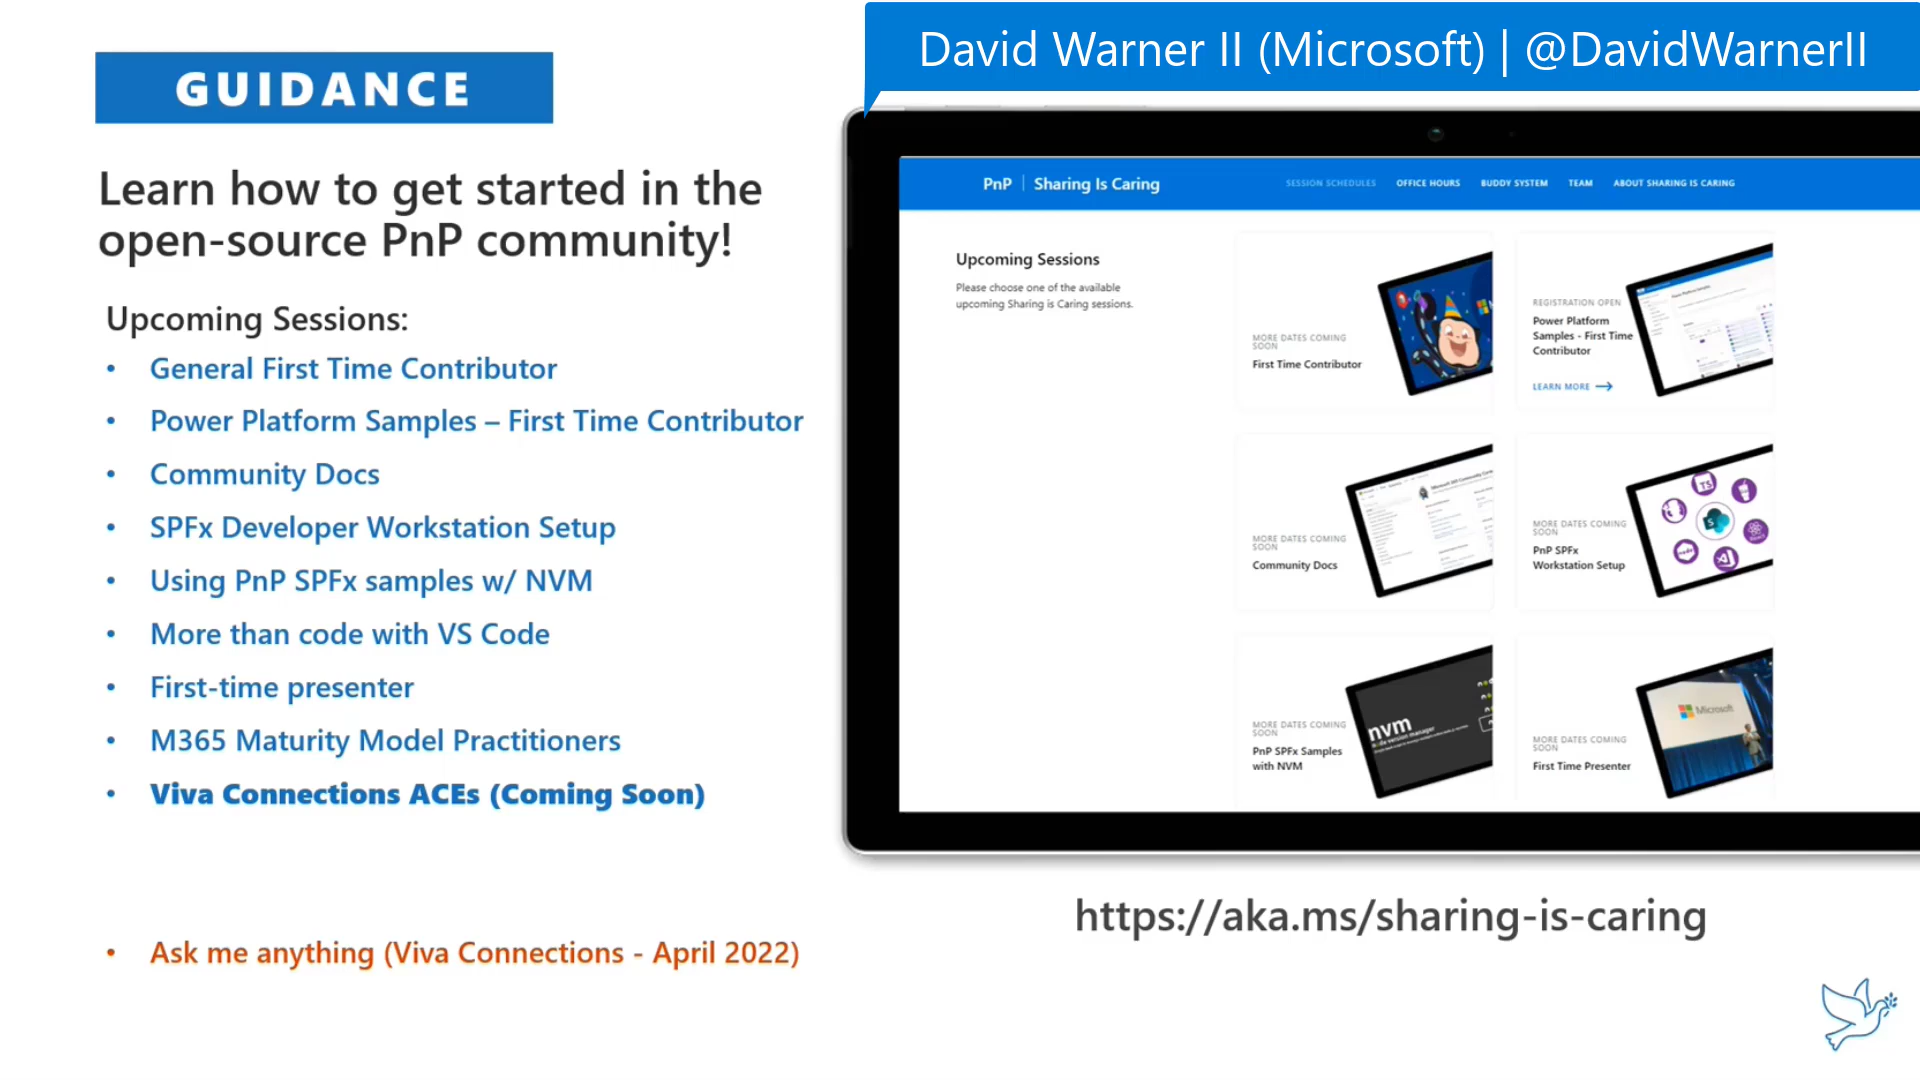 David Warner II (Microsoft) | @DavidWarnerII
GUIDANCE
Learn how to get started in the
open-source PnP community!
Upcoming Sessions:
• General First Time Contributor
• Power Platform Samples – First Time Contributor
• Community Docs
• SPFx Developer Workstation Setup
• Using PnP SPFx samples w/ NVM
• More than code with VS Code
• First-time presenter
• M365 Maturity Model Practitioners
• Viva Connections ACEs (Coming Soon)
• Ask me anything (Viva Connections - April 2022)
PnP | Sharing Is Caring
SESSION SCHEDULES OFFICE HOURS BUDDY SYSTEM TEAM ABOUT SHARING IS CARING
Upcoming Sessions
Please choose one of the available
upcoming Sharing is Caring sessions.
MORE DATES COMING
SOON
First Time Contributor
REGISTRATION OPEN
Power Platform
Samples - First Time
Contributor
LEARN MORE
MORE DATES COMING
SOON
Community Docs
MORE DATES COMING
SOON
PnP SPFx
Workstation Setup
TS
S
node
MORE DATES COMING
SOON
PnP SPFx Samples
with NVM
nvm
node version manager
MORE DATES COMING
SOON
First Time Presenter
Microsoft
https://aka.ms/sharing-is-caring